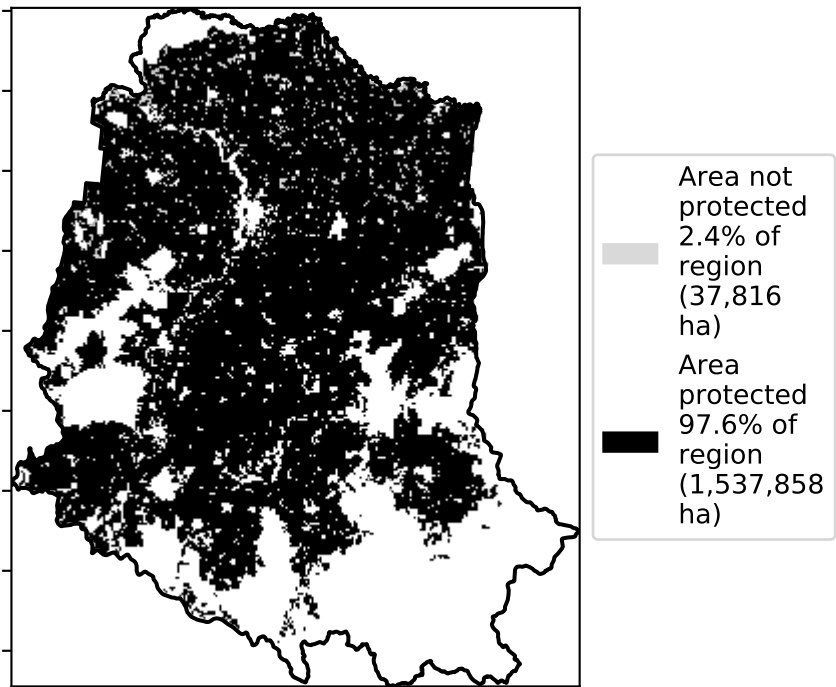 Area not
protected
2.4% of
region
(37,816
ha)
Area
protected
97.6% of
region
(1,537,858
ha)